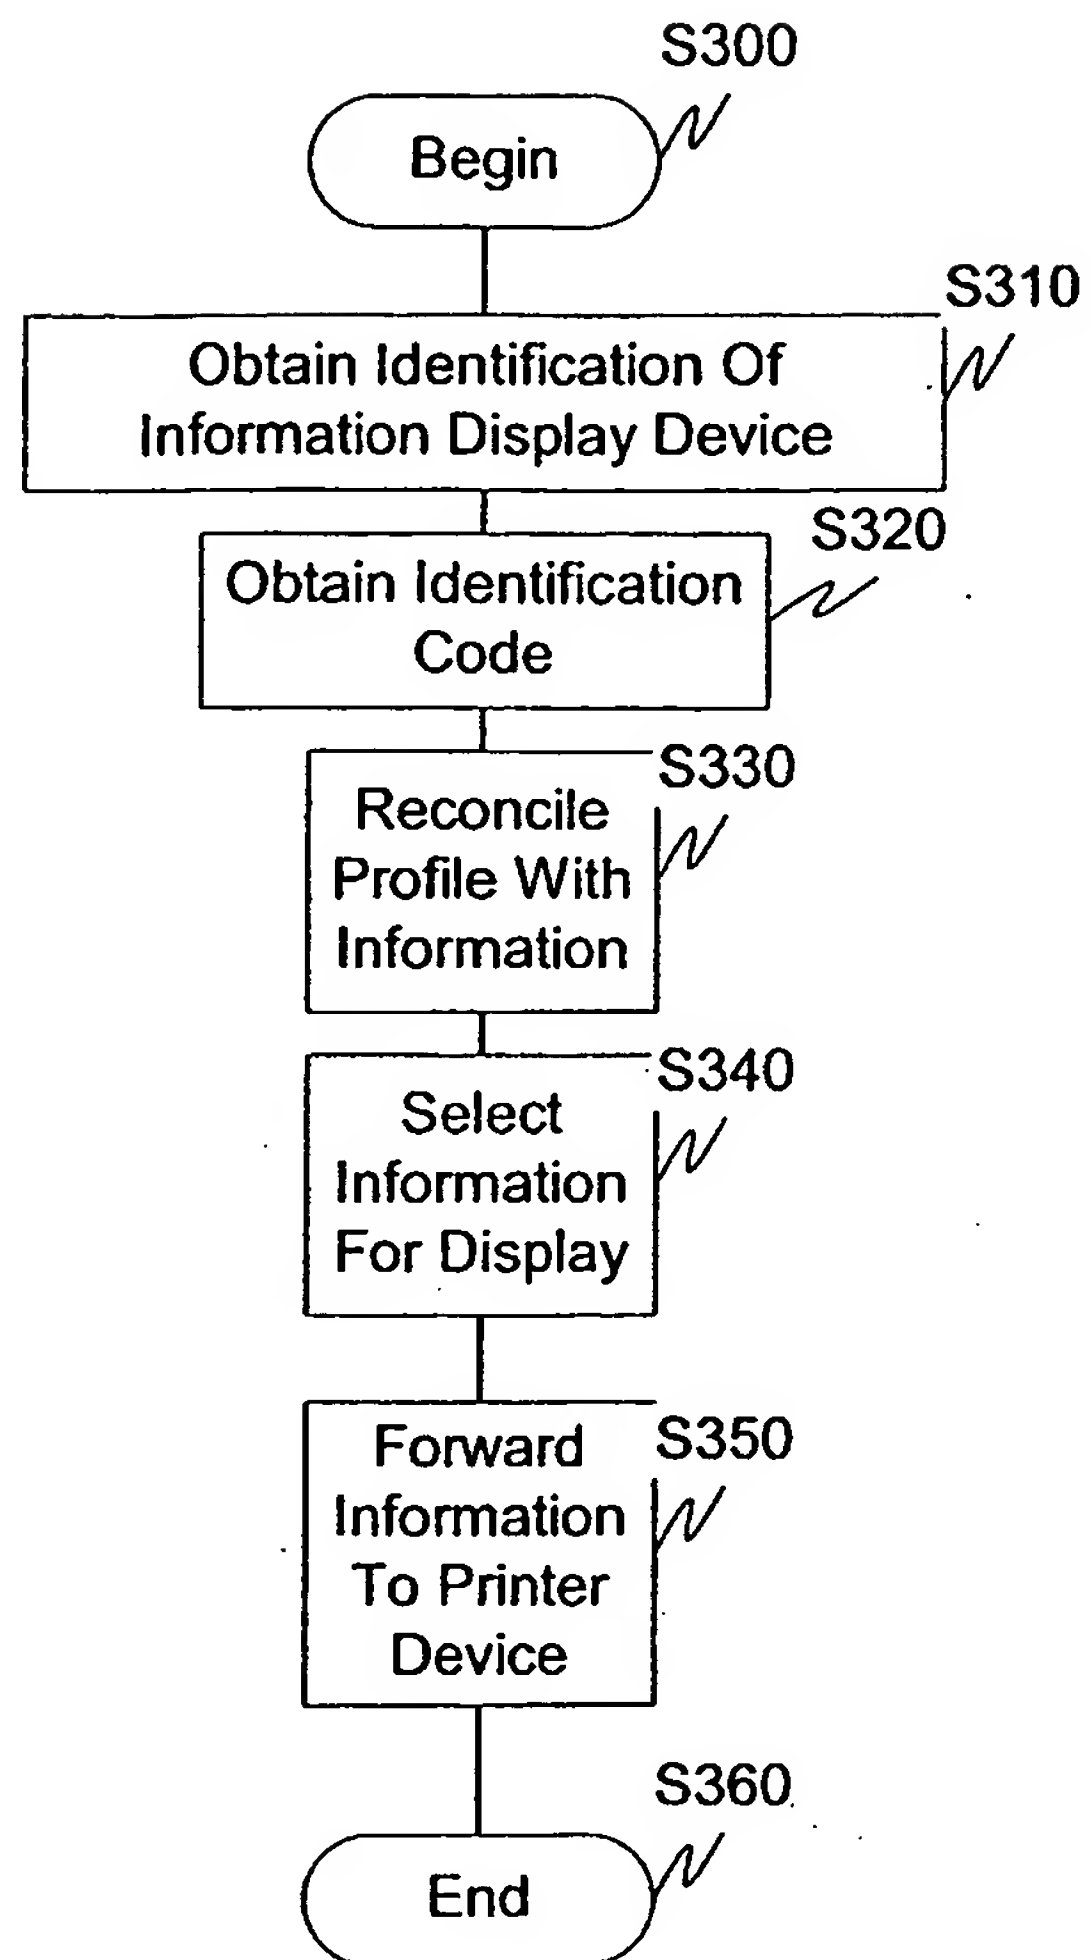 S300
Begin
S310
Obtain Identification Of
Information Display Device
S320
Obtain Identification
Code
S330
Reconcile
Profile With
Information
S340
Select
Information
For Display
S350
Forward
Information
To Printer
Device
S360
End